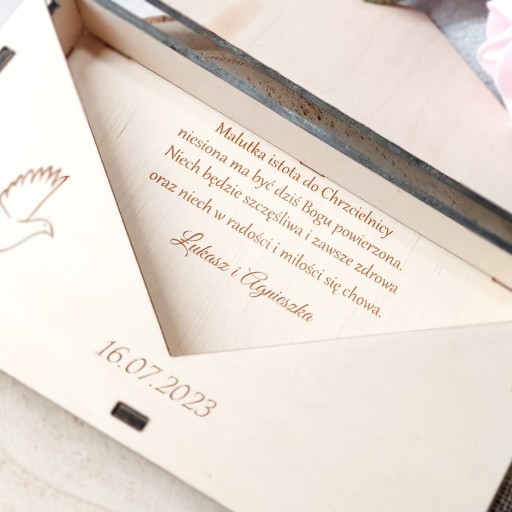 Malutka istota do Chrzcielnicy
niesiona ma być dziś Bogu powierzona.
Niech będzie szczęśliwa i zawsze zdrowa
oraz niech w radości i miłości się chowa.
Łukasz i Agnieszka
16.07.2023